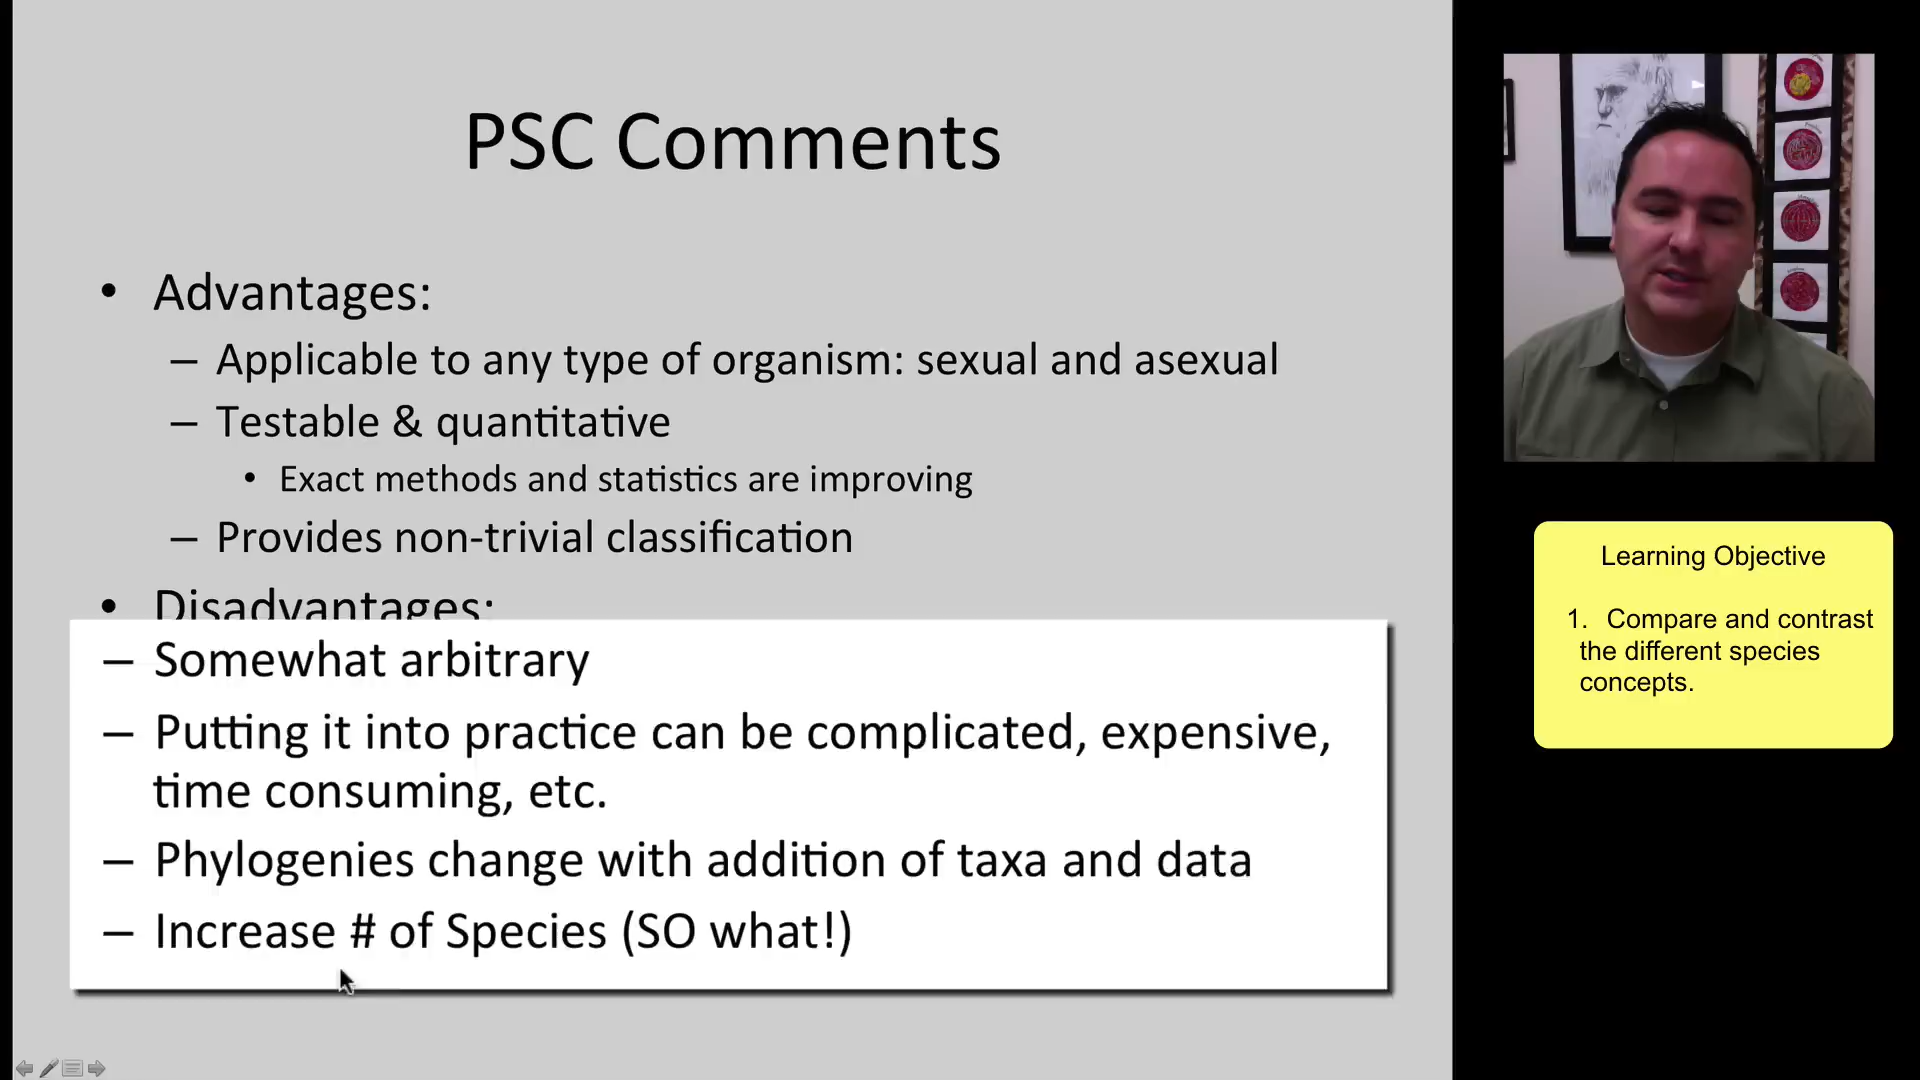 PSC Comments
• Advantages:
– Applicable to any type of organism: sexual and asexual
– Testable & quantitative
• Exact methods and statistics are improving
– Provides non-trivial classification
• Disadvantages:
– Somewhat arbitrary
– Putting it into practice can be complicated, expensive,
time consuming, etc.
– Phylogenies change with addition of taxa and data
– Increase # of Species (SO what!)
Learning Objective
1. Compare and contrast
the different species
concepts.